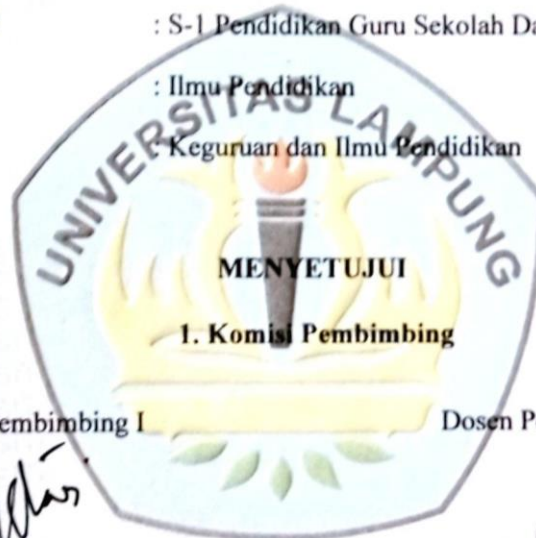 : S-1 Pendidikan Guru Sekolah Da
: Ilmu Pendidikan
: Keguruan dan Ilmu Pendidikan
UNIVERSITAS LAMPUNG
MENYETUJUI
1. Komisi Pembimbing
embimbing I Dosen P